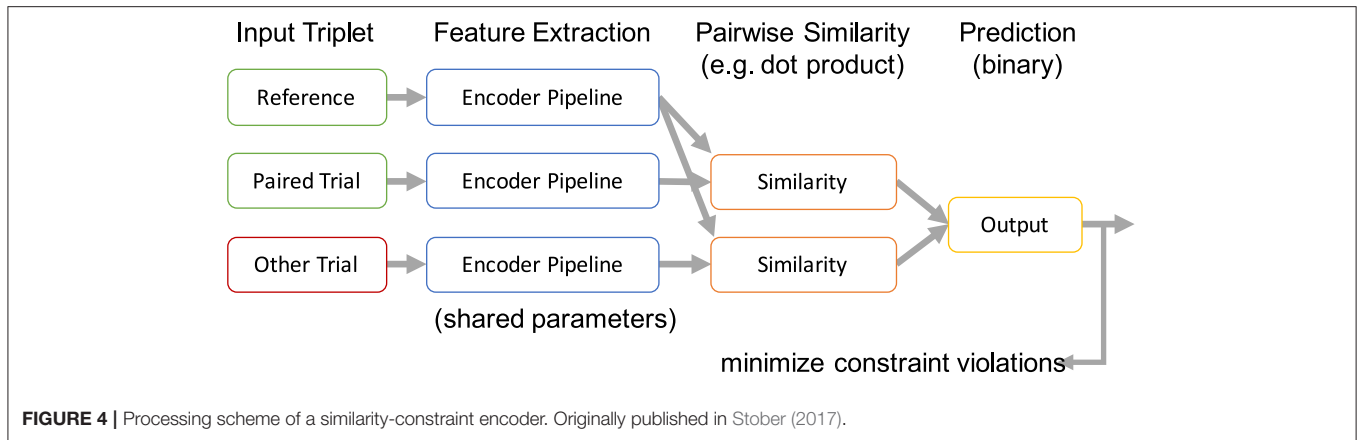 Input Triplet
Feature Extraction
Pairwise Similarity
(e.g. dot product)
Prediction
(binary)
Reference
Encoder Pipeline
Paired Trial
Encoder Pipeline
Similarity
Output
Other Trial
Encoder Pipeline
Similarity
(shared parameters)
minimize constraint violations
FIGURE 4 | Processing scheme of a similarity-constraint encoder. Originally published in Stober (2017).